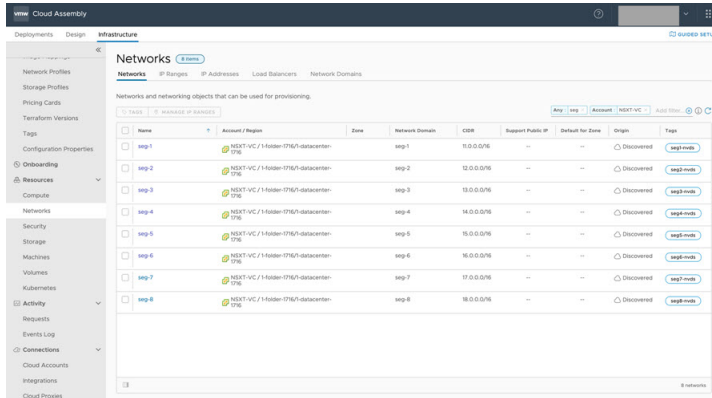 vmw Cloud Assembly
Deployments Design Infrastructure
GUIDED SETU
Network Profiles
Storage Profiles
Pricing Cards
Terraform Versions
Tags
Configuration Properties
Onboarding
Resources
Compute
Networks
Security
Storage
Machines
Volumes
Kubernetes
Activity
Requests
Events Log
Connections
Cloud Accounts
Integrations
Cloud Proxies
Networks 8 items
Networks IP Ranges IP Addresses Load Balancers Network Domains
Networks and networking objects that can be used for provisioning.
TAGS MANAGE IP RANGES
Any : seg Account : NSXT-VC Add filter...
Name Account / Region Zone Network Domain CIDR Support Public IP Default for Zone Origin Tags
seg-1 NSXT-VC / 1-folder-1716/1-datacenter- seg-1 11.0.0.0/16 -- -- Discovered seg1-nvds
1716
seg-2 NSXT-VC / 1-folder-1716/1-datacenter- seg-2 12.0.0.0/16 -- -- Discovered seg2-nvds
1716
seg-3 NSXT-VC / 1-folder-1716/1-datacenter- seg-3 13.0.0.0/16 -- -- Discovered seg3-nvds
1716
seg-4 NSXT-VC / 1-folder-1716/1-datacenter- seg-4 14.0.0.0/16 -- -- Discovered seg4-nvds
1716
seg-5 NSXT-VC / 1-folder-1716/1-datacenter- seg-5 15.0.0.0/16 -- -- Discovered seg5-nvds
1716
seg-6 NSXT-VC / 1-folder-1716/1-datacenter- seg-6 16.0.0.0/16 -- -- Discovered seg6-nvds
1716
seg-7 NSXT-VC / 1-folder-1716/1-datacenter- seg-7 17.0.0.0/16 -- -- Discovered seg7-nvds
1716
seg-8 NSXT-VC / 1-folder-1716/1-datacenter- seg-8 18.0.0.0/16 -- -- Discovered seg8-nvds
1716
8 networks